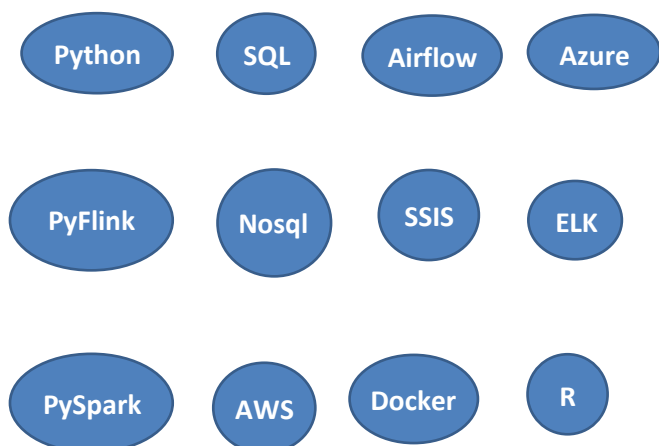 Python
SQL
Airflow
Azure
PyFlink
Nosql
SSIS
ELK
PySpark
AWS
Docker
R